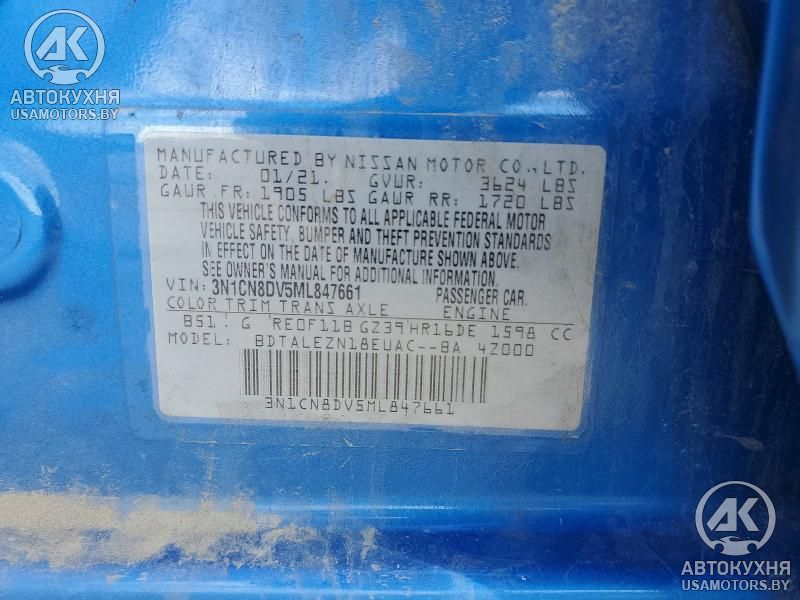 AK
АВТОКУХНЯ
USAMOTORS.BY
MANUFACTURED BY NISSAN MOTOR CO.,LTD.
DATE: 01/21. GVWR: 3624 LBS
GAWR FR: 1905 LBS GAWR RR: 1720 LBS
THIS VEHICLE CONFORMS TO ALL APPLICABLE FEDERAL MOTOR
VEHICLE SAFETY, BUMPER AND THEFT PREVENTION STANDARDS
IN EFFECT ON THE DATE OF MANUFACTURE SHOWN ABOVE.
SEE OWNER'S MANUAL FOR ADDITIONAL INFORMATION.
VIN: 3N1CN8DV5ML847661 PASSENGER CAR.
COLOR TRIM TRANS AXLE ENGINE
B51 G RE0F11B GZ39 HR16DE 1598 CC
MODEL: BDTALEZN18EUAC--BA 4Z000
3N1CN8DV5ML847661
AK
АВТОКУХНЯ
USAMOTORS.BY